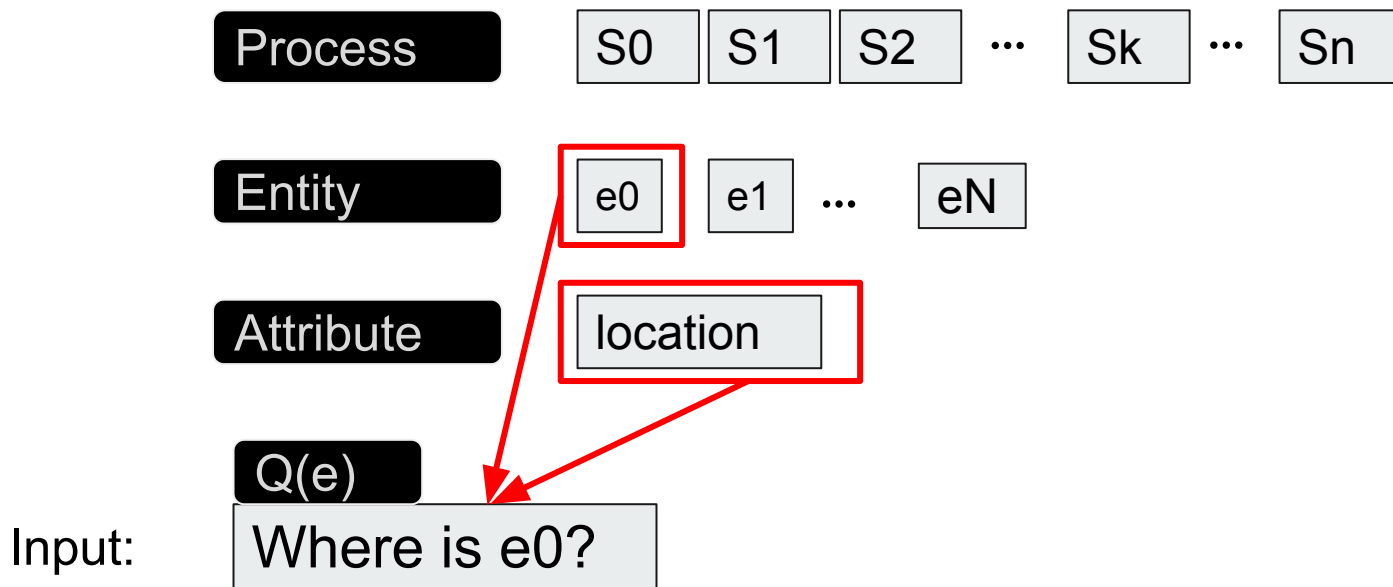 Process S0 S1 S2 ... Sk ... Sn
Entity e0 e1 ... eN
Attribute location
Q(e)
Input: Where is e0?